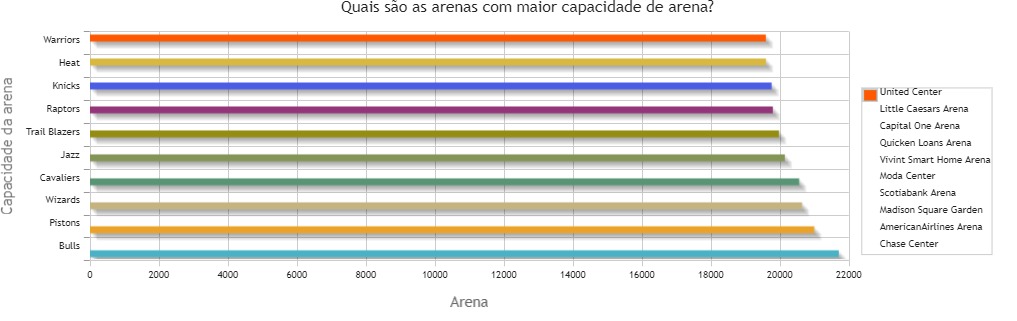 Quais são as arenas com maior capacidade de arena?
Capacidade da arena
Warriors
Heat
Knicks
Raptors
Trail Blazers
Jazz
Cavaliers
Wizards
Pistons
Bulls
0 2000 4000 6000 8000 10000 12000 14000 16000 18000 20000 22000
Arena
United Center
Little Caesars Arena
Capital One Arena
Quicken Loans Arena
Vivint Smart Home Arena
Moda Center
Scotiabank Arena
Madison Square Garden
AmericanAirlines Arena
Chase Center